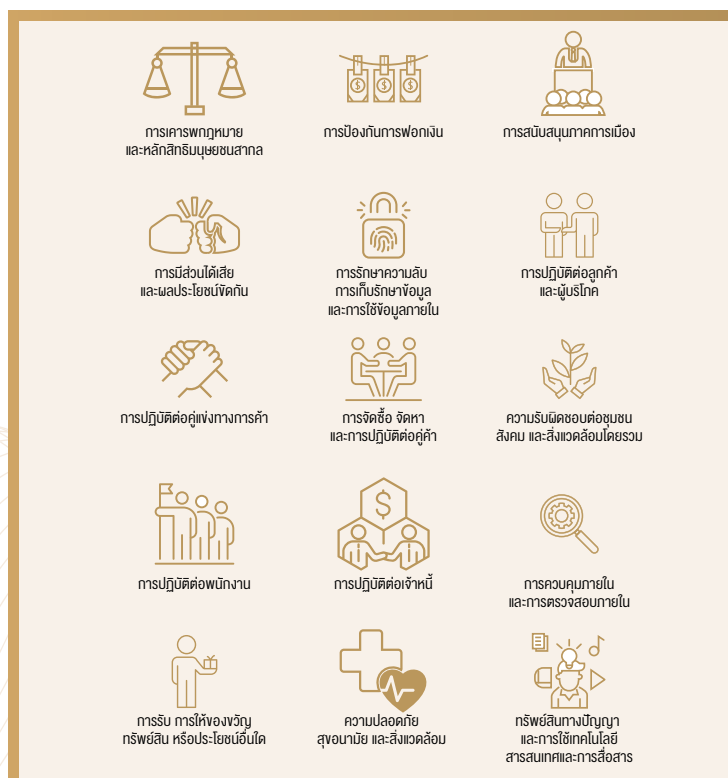 การเคารพกฎหมาย
และหลักสิทธิมนุษยชนสากล
การป้องกันการฟอกเงิน
การสนับสนุนภาคการเมือง
การมีส่วนได้เสีย
และผลประโยชน์ขัดกัน
การรักษาความลับ
การเก็บรักษาข้อมูล
และการใช้ข้อมูลภายใน
การปฏิบัติต่อลูกค้า
และผู้บริโภค
การปฏิบัติต่อคู่แข่งทางการค้า
การจัดซื้อ จัดหา
และการปฏิบัติต่อคู่ค้า
ความรับผิดชอบต่อชุมชน
สังคม และสิ่งแวดล้อมโดยรวม
การปฏิบัติต่อพนักงาน
การปฏิบัติต่อเจ้าหนี้
การควบคุมภายใน
และการตรวจสอบภายใน
การรับ การให้ของขวัญ
ทรัพย์สิน หรือประโยชน์อื่นใด
ความปลอดภัย
สุขอนามัย และสิ่งแวดล้อม
ทรัพย์สินทางปัญญา
และการใช้เทคโนโลยี
สารสนเทศและการสื่อสาร